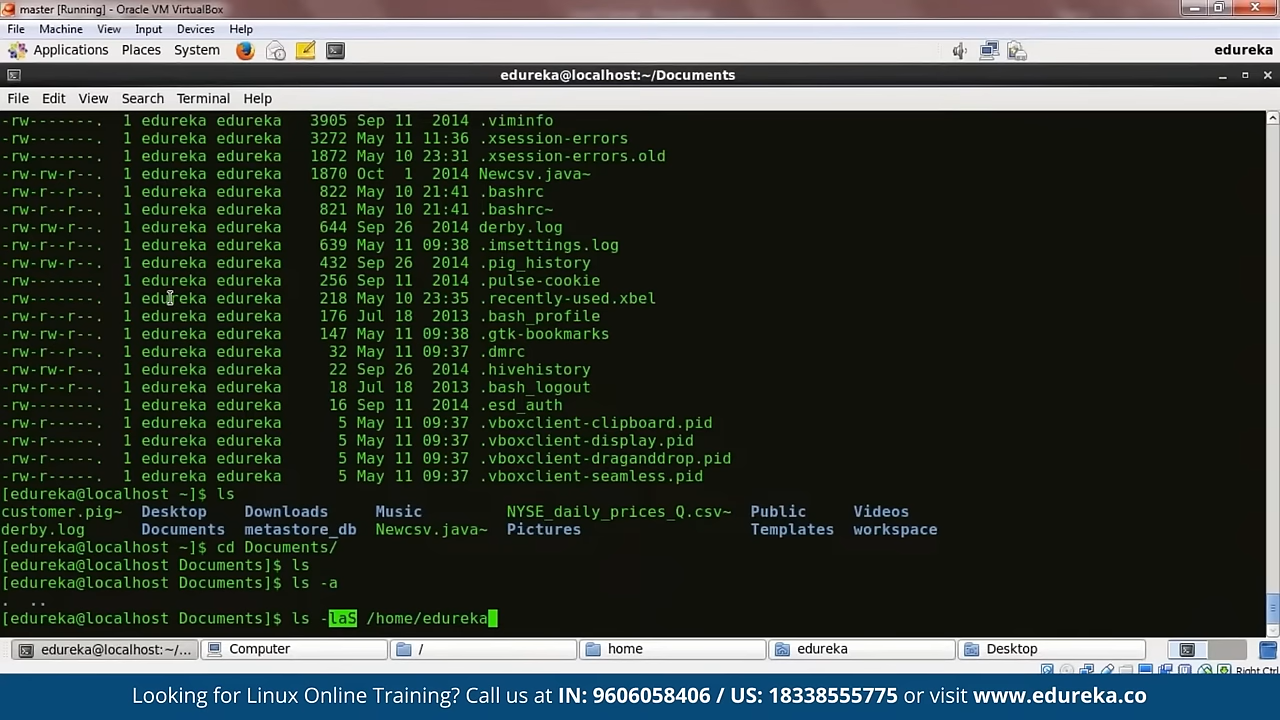 master [Running] - Oracle VM VirtualBox
File Machine View Input Devices Help
Applications Places System edureka
edureka@localhost:~/Documents
File Edit View Search Terminal Help
-rw-------. 1 edureka edureka 3905 Sep 11 2014 .viminfo
-rw-------. 1 edureka edureka 3272 May 11 11:36 .xsession-errors
-rw-------. 1 edureka edureka 1872 May 10 23:31 .xsession-errors.old
-rw-rw-r--. 1 edureka edureka 1870 Oct 1 2014 Newcsv.java~
-rw-r--r--. 1 edureka edureka 822 May 10 21:41 .bashrc
-rw-r--r--. 1 edureka edureka 821 May 10 21:41 .bashrc~
-rw-rw-r--. 1 edureka edureka 644 Sep 26 2014 derby.log
-rw-rw-r--. 1 edureka edureka 639 May 11 09:38 .imsettings.log
-rw-rw-r--. 1 edureka edureka 432 Sep 26 2014 .pig_history
-rw-------. 1 edureka edureka 256 Sep 11 2014 .pulse-cookie
-rw-------. 1 edureka edureka 218 May 10 23:35 .recently-used.xbel
-rw-r--r--. 1 edureka edureka 176 Jul 18 2013 .bash_profile
-rw-rw-r--. 1 edureka edureka 147 May 11 09:38 .gtk-bookmarks
-rw-r--r--. 1 edureka edureka 32 May 11 09:37 .dmrc
-rw-rw-r--. 1 edureka edureka 22 Sep 26 2014 .hivehistory
-rw-r--r--. 1 edureka edureka 18 Jul 18 2013 .bash_logout
-rw-------. 1 edureka edureka 16 Sep 11 2014 .esd_auth
-rw-r-----. 1 edureka edureka 5 May 11 09:37 .vboxclient-clipboard.pid
-rw-r-----. 1 edureka edureka 5 May 11 09:37 .vboxclient-display.pid
-rw-r-----. 1 edureka edureka 5 May 11 09:37 .vboxclient-draganddrop.pid
-rw-r-----. 1 edureka edureka 5 May 11 09:37 .vboxclient-seamless.pid
[edureka@localhost ~]$ ls
customer.pig~ Desktop Downloads Music NYSE_daily_prices_Q.csv~ Public Videos
derby.log Documents metastore_db Newcsv.java~ Pictures Templates workspace
[edureka@localhost ~]$ cd Documents/
[edureka@localhost Documents]$ ls
[edureka@localhost Documents]$ ls -a
. ..
[edureka@localhost Documents]$ ls -laS /home/edureka
edureka@localhost:~/... Computer / home edureka Desktop
Right Ctrl
Looking for Linux Online Training? Call us at IN: 9606058406 / US: 18338555775 or visit www.edureka.co